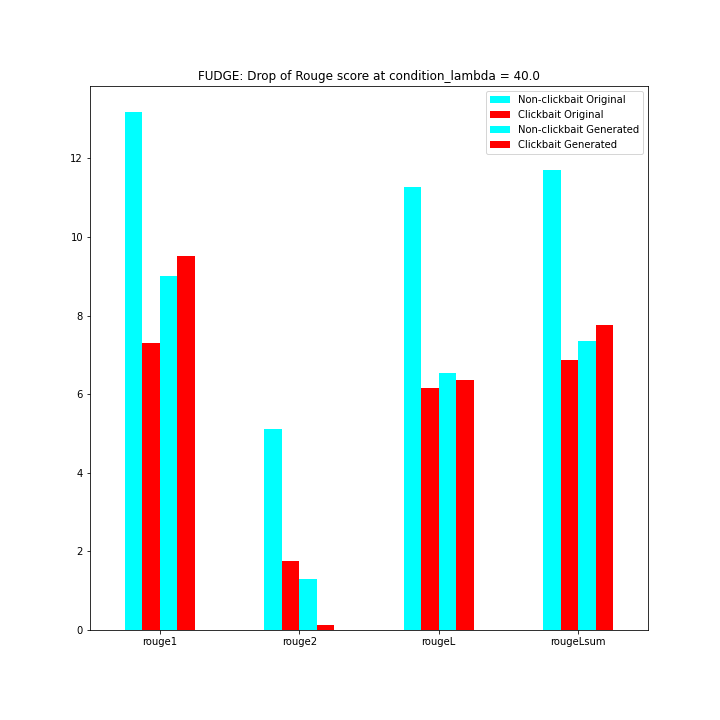 FUDGE: Drop of Rouge score at condition_lambda = 40.0
Non-clickbait Original
Clickbait Original
Non-clickbait Generated
Clickbait Generated
12
10
8
6
4
2
0
rouge1 rouge2 rougeL rougeLsum